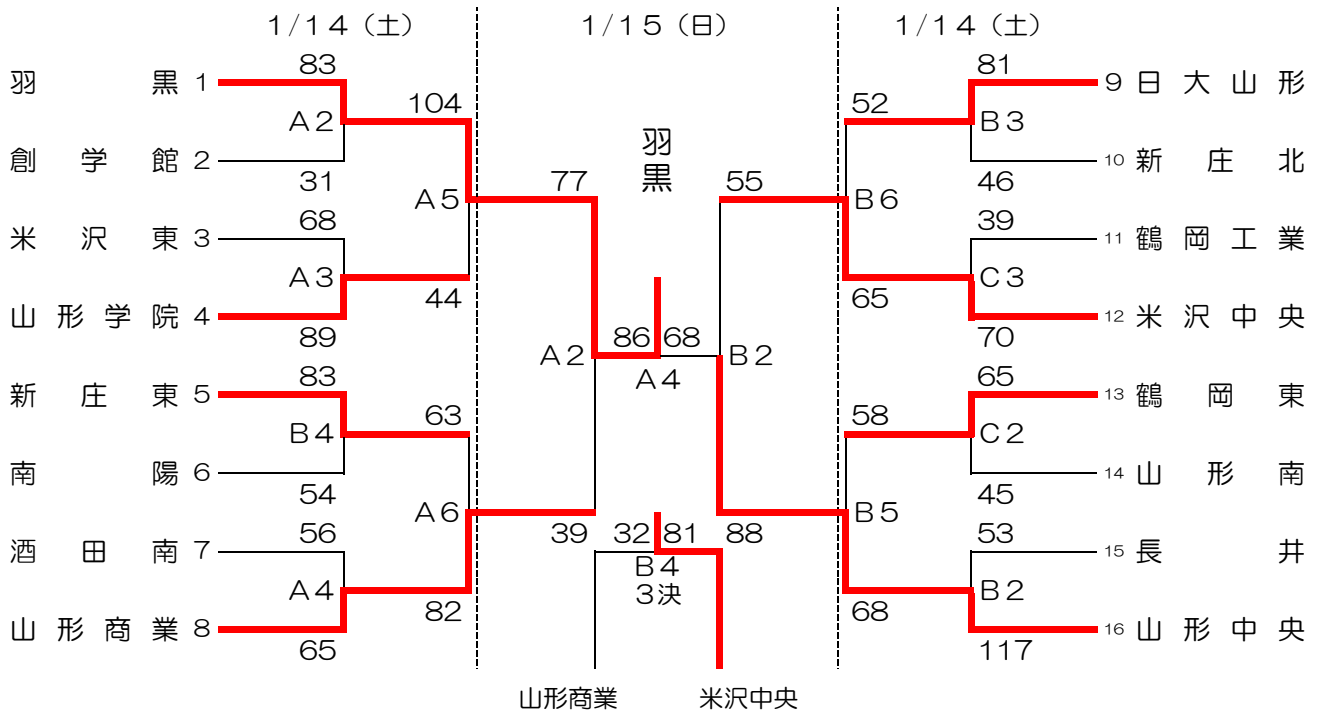 1/14(土) 1/15(日) 1/14(土)
83 81
羽黒 1 9 日大山形
104 52
A2 B3
羽黒
創学館 2 10 新庄北
31 77 55 46
A5 B6
68 39
米沢東 3 11 鶴岡工業
A3 C3
44 65
山形学院 4 12 米沢中央
89 86 68 70
A2 B2
A4
83 65
新庄東 5 13 鶴岡東
63 58
B4 C2
南陽 6 14 山形南
54 45
A6 B5
56 39 32 81 88 53
酒田南 7 15 長井
B4
A4 3決 B2
82 68
山形商業 8 16 山形中央
65 117
山形商業 米沢中央